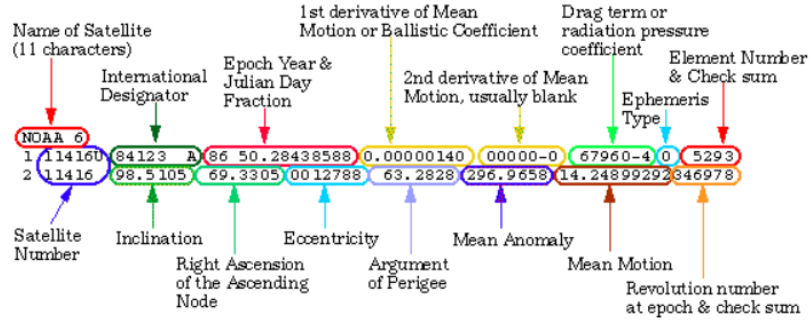 Name of Satellite
(11 characters)
International
Designator
Epoch Year &
Julian Day
Fraction
1st derivative of Mean
Motion or Ballistic Coefficient
2nd derivative of Mean
Motion, usually blank
Drag term or
radiation pressure
coefficient
Ephemeris
Type
Element Number
& Check sum
NOAA 6
1 11416U 84123 A 86 50.28438588 0.00000140 00000-0 67960-4 0 5293
2 11416 98.5105 69.3305 0012788 63.2828 296.9658 14.24899292 346978
Satellite
Number
Inclination
Right Ascension
of the Ascending
Node
Eccentricity
Argument
of Perigee
Mean Anomaly
Mean Motion
Revolution number
at epoch & check sum